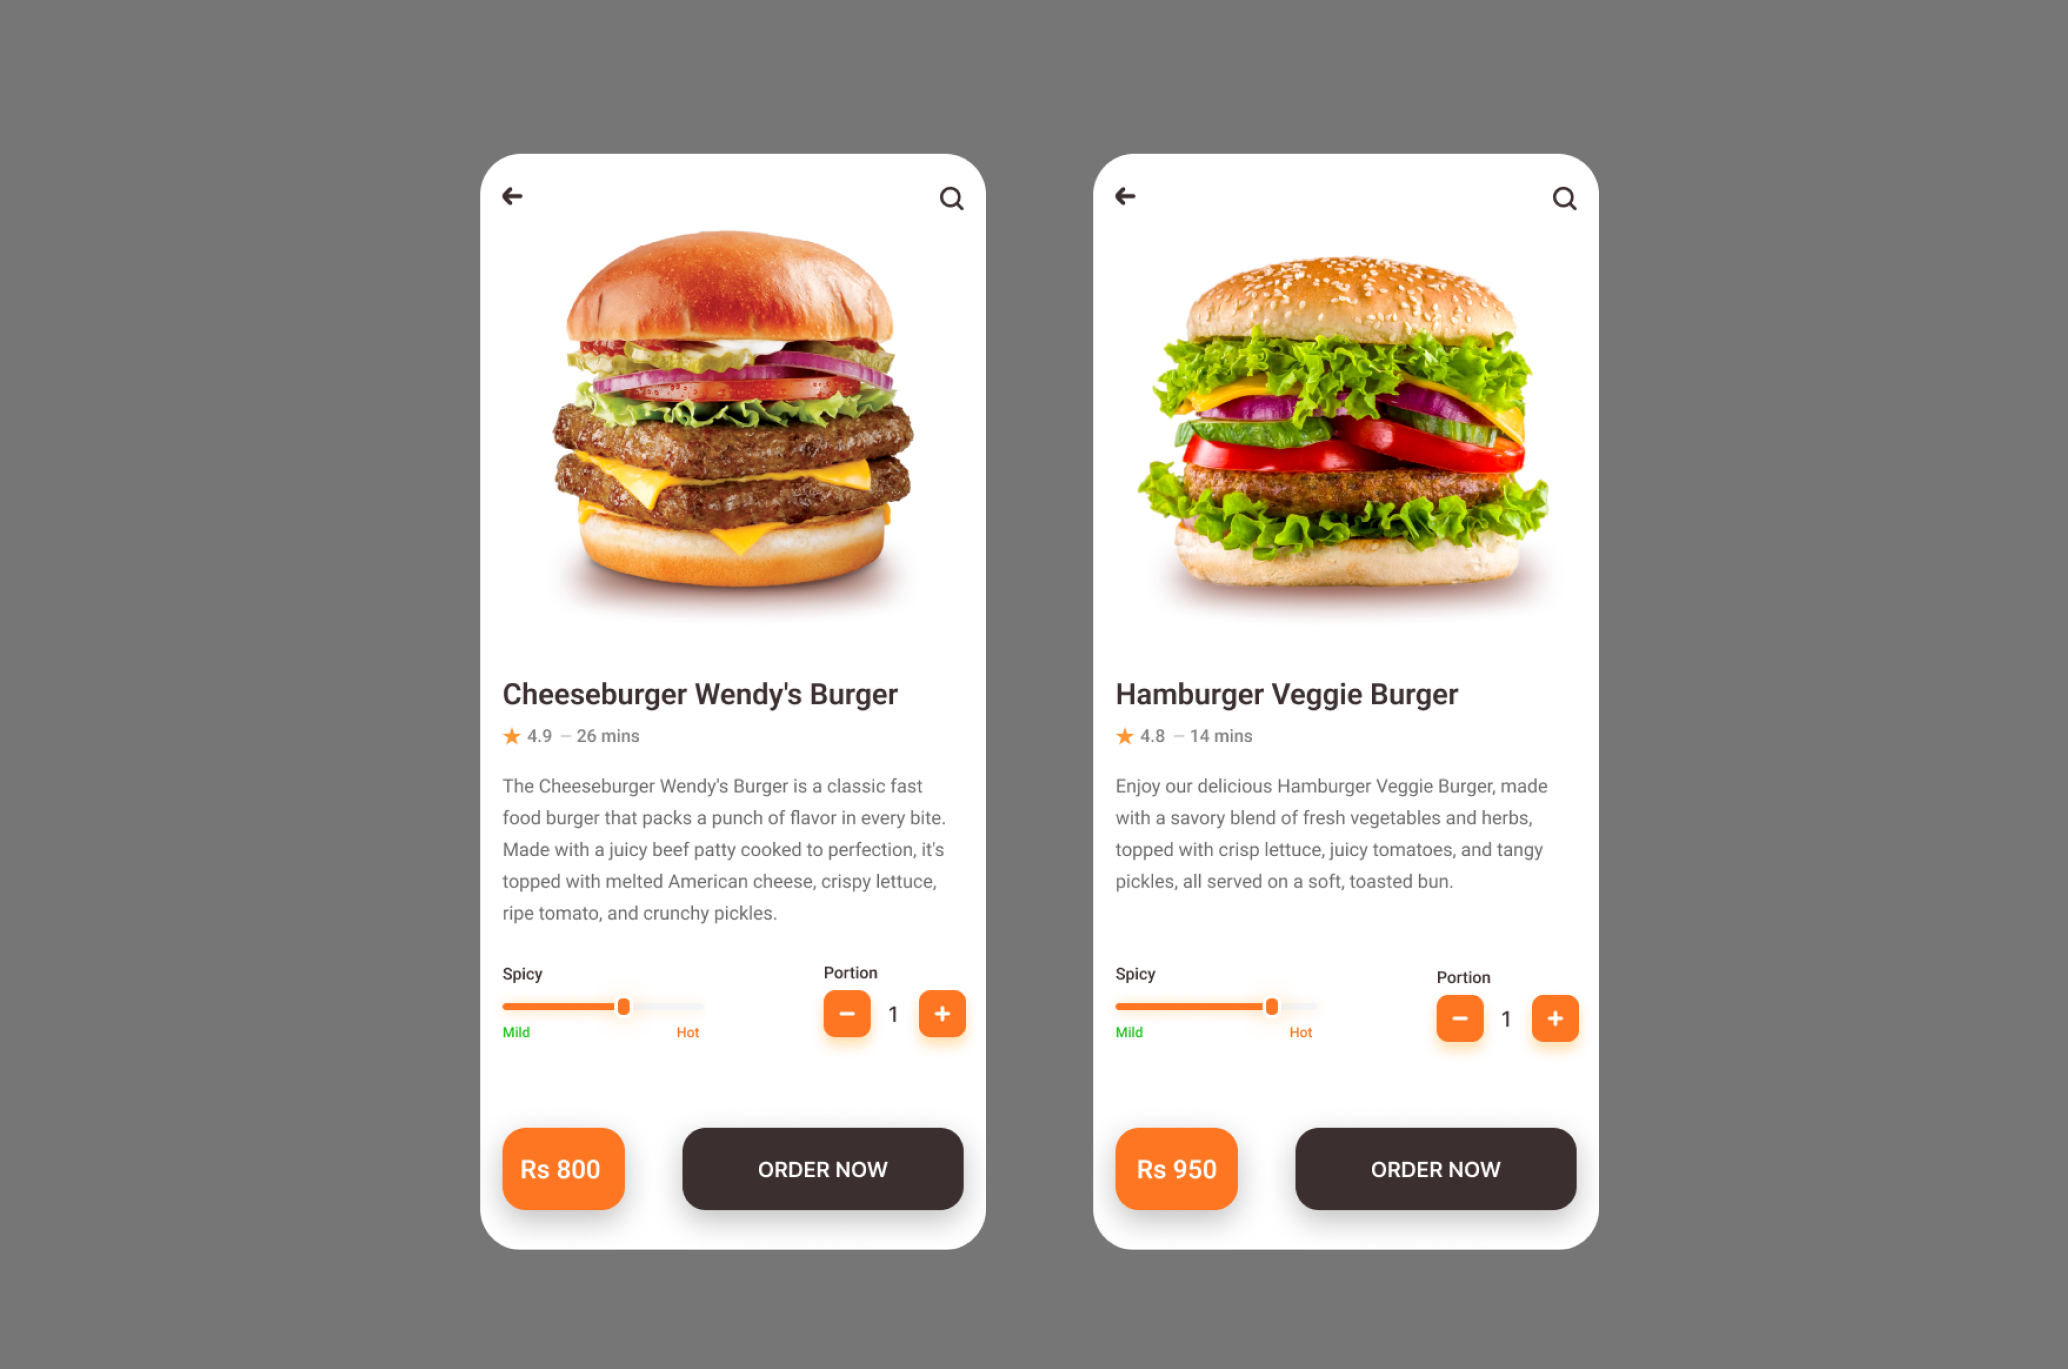 Cheeseburger Wendy's Burger
4.9 – 26 mins
The Cheeseburger Wendy's Burger is a classic fast
food burger that packs a punch of flavor in every bite.
Made with a juicy beef patty cooked to perfection, it's
topped with melted American cheese, crispy lettuce,
ripe tomato, and crunchy pickles.
Spicy
Mild
Hot
Portion
1
Rs 800
ORDER NOW
Hamburger Veggie Burger
4.8 – 14 mins
Enjoy our delicious Hamburger Veggie Burger, made
with a savory blend of fresh vegetables and herbs,
topped with crisp lettuce, juicy tomatoes, and tangy
pickles, all served on a soft, toasted bun.
Spicy
Mild
Hot
Portion
1
Rs 950
ORDER NOW